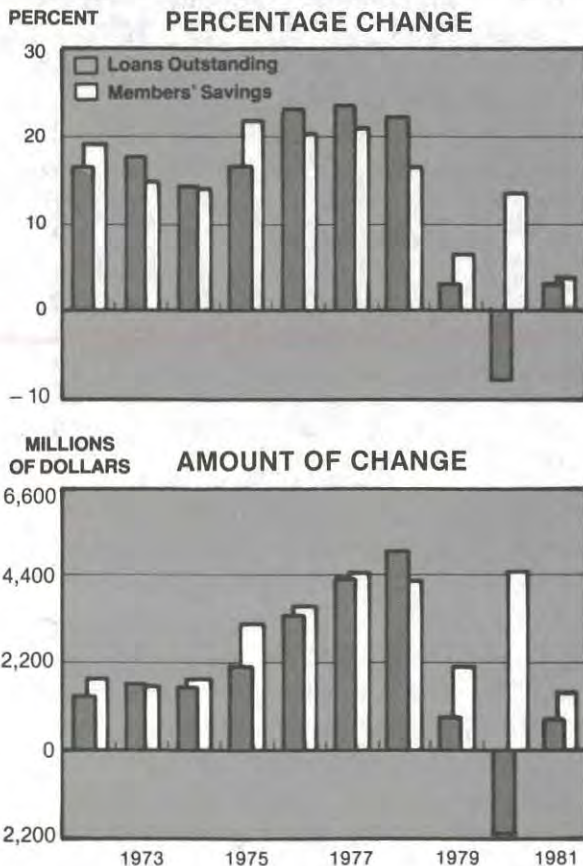 PERCENT PERCENTAGE CHANGE
30
Loans Outstanding
Members' Savings
20
10
0
– 10
MILLIONS
OF DOLLARS AMOUNT OF CHANGE
6,600
4,400
2,200
0
2,200
1973 1975 1977 1979 1981